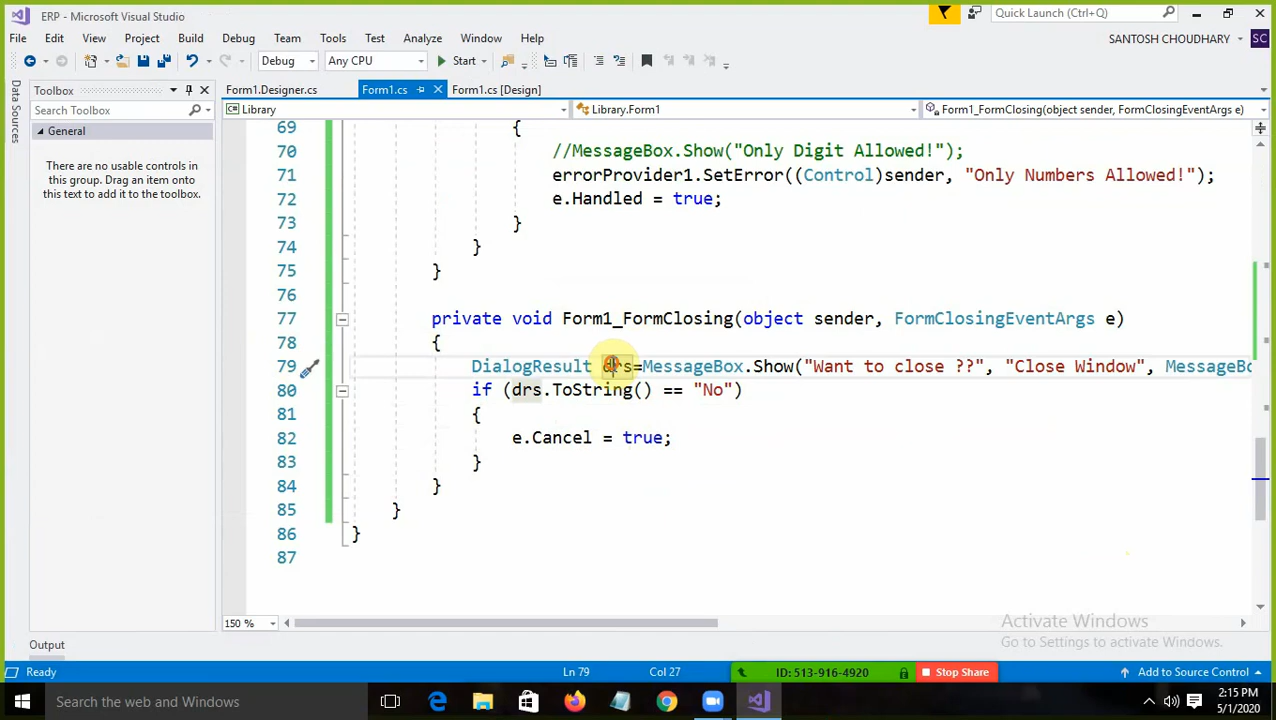 ERP - Microsoft Visual Studio
Quick Launch (Ctrl+Q)
File Edit View Project Build Debug Team Tools Test Analyze Window Help
SANTOSH CHOUDHARY SC
Debug Any CPU Start
Data Sources
Toolbox
Search Toolbox
General
There are no usable controls in
this group. Drag an item onto
this text to add it to the toolbox.
Form1.Designer.cs Form1.cs Form1.cs [Design]
Library Library.Form1 Form1_FormClosing(object sender, FormClosingEventArgs e)
69 {
70 //MessageBox.Show("Only Digit Allowed!");
71 errorProvider1.SetError((Control)sender, "Only Numbers Allowed!");
72 e.Handled = true;
73 }
74 }
75 }
76
77 private void Form1_FormClosing(object sender, FormClosingEventArgs e)
78 {
79 DialogResult drs=MessageBox.Show("Want to close ??", "Close Window", MessageBo
80 if (drs.ToString() == "No")
81 {
82 e.Cancel = true;
83 }
84 }
85 }
86 }
87
150 %
Activate Windows
Go to Settings to activate Windows.
Output
Ready Ln 79 Col 27 ID: 513-916-4920 Stop Share Add to Source Control
Search the web and Windows
2:15 PM
5/1/2020